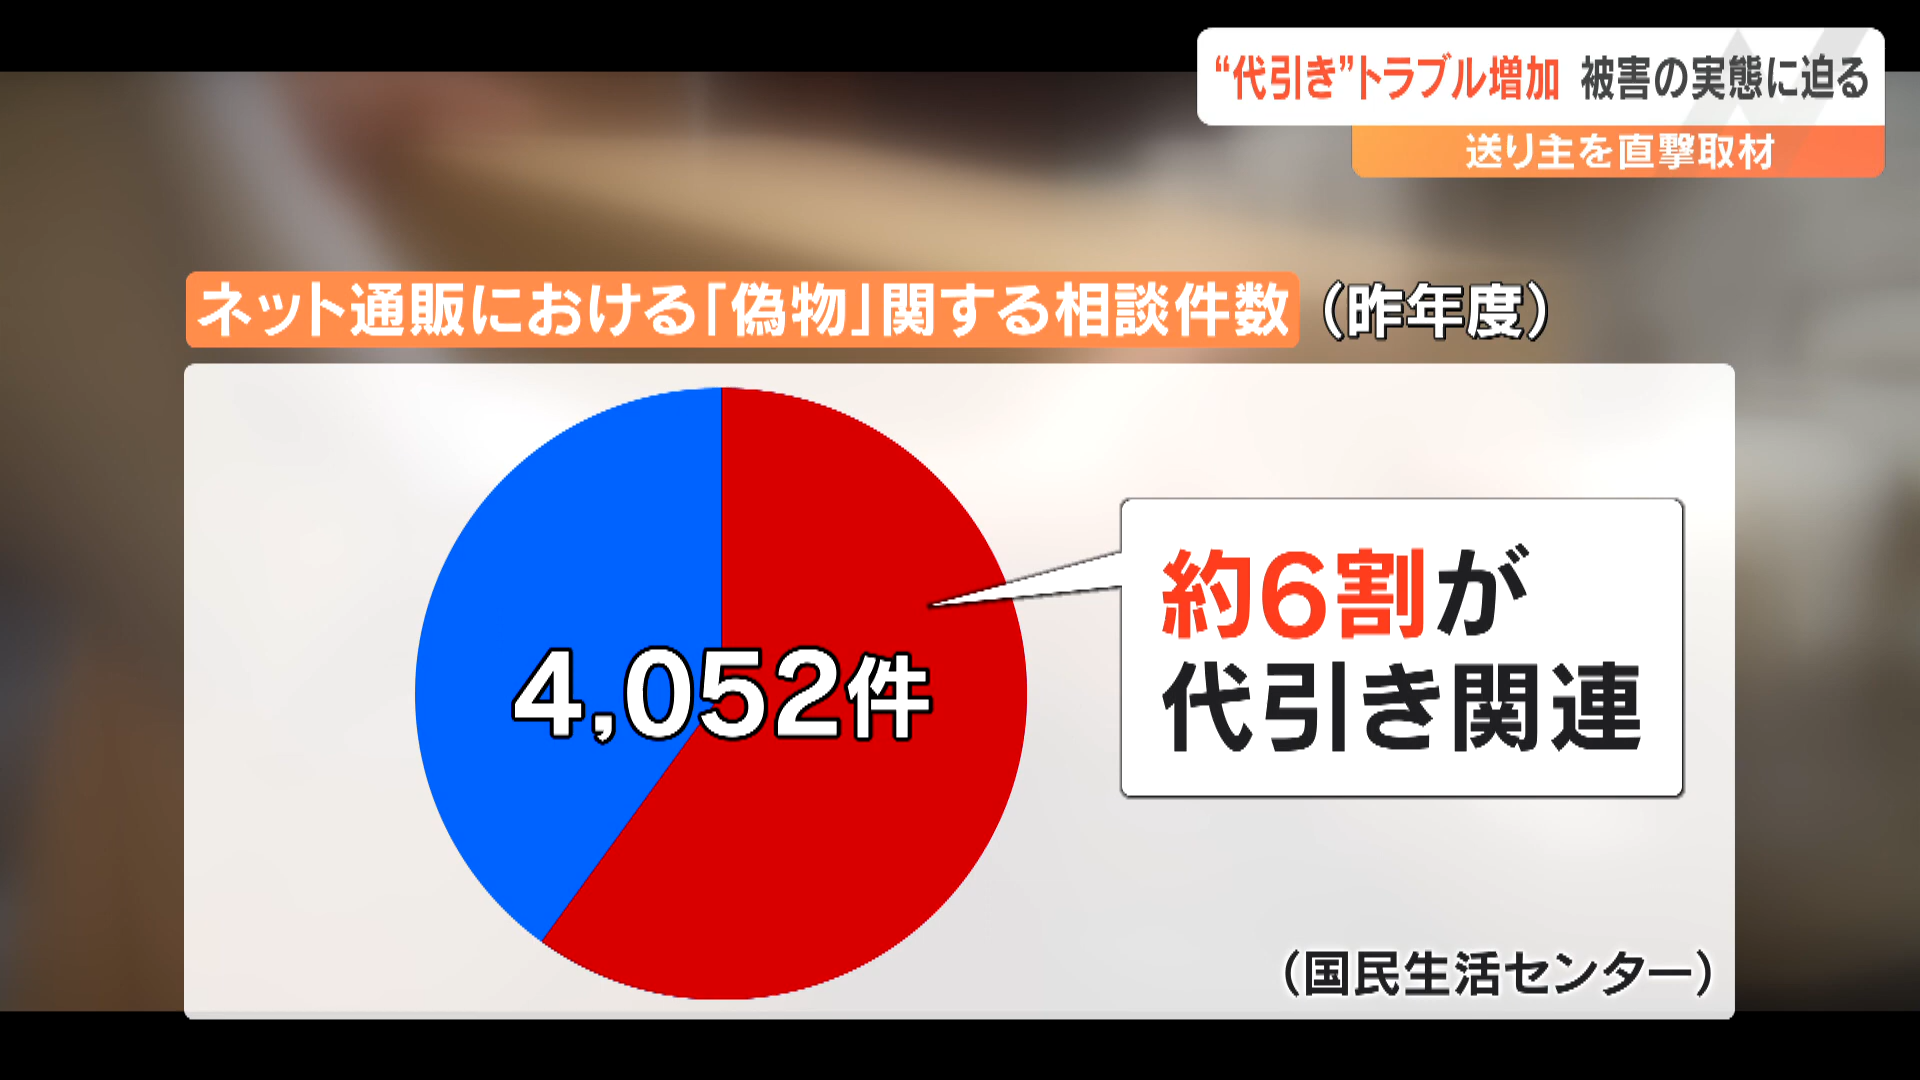 “代引き”トラブル増加 被害の実態に迫る
送り主を直撃取材
ネット通販における「偽物」関する相談件数 (昨年度)
4,052件
約6割が
代引き関連
(国民生活センター)